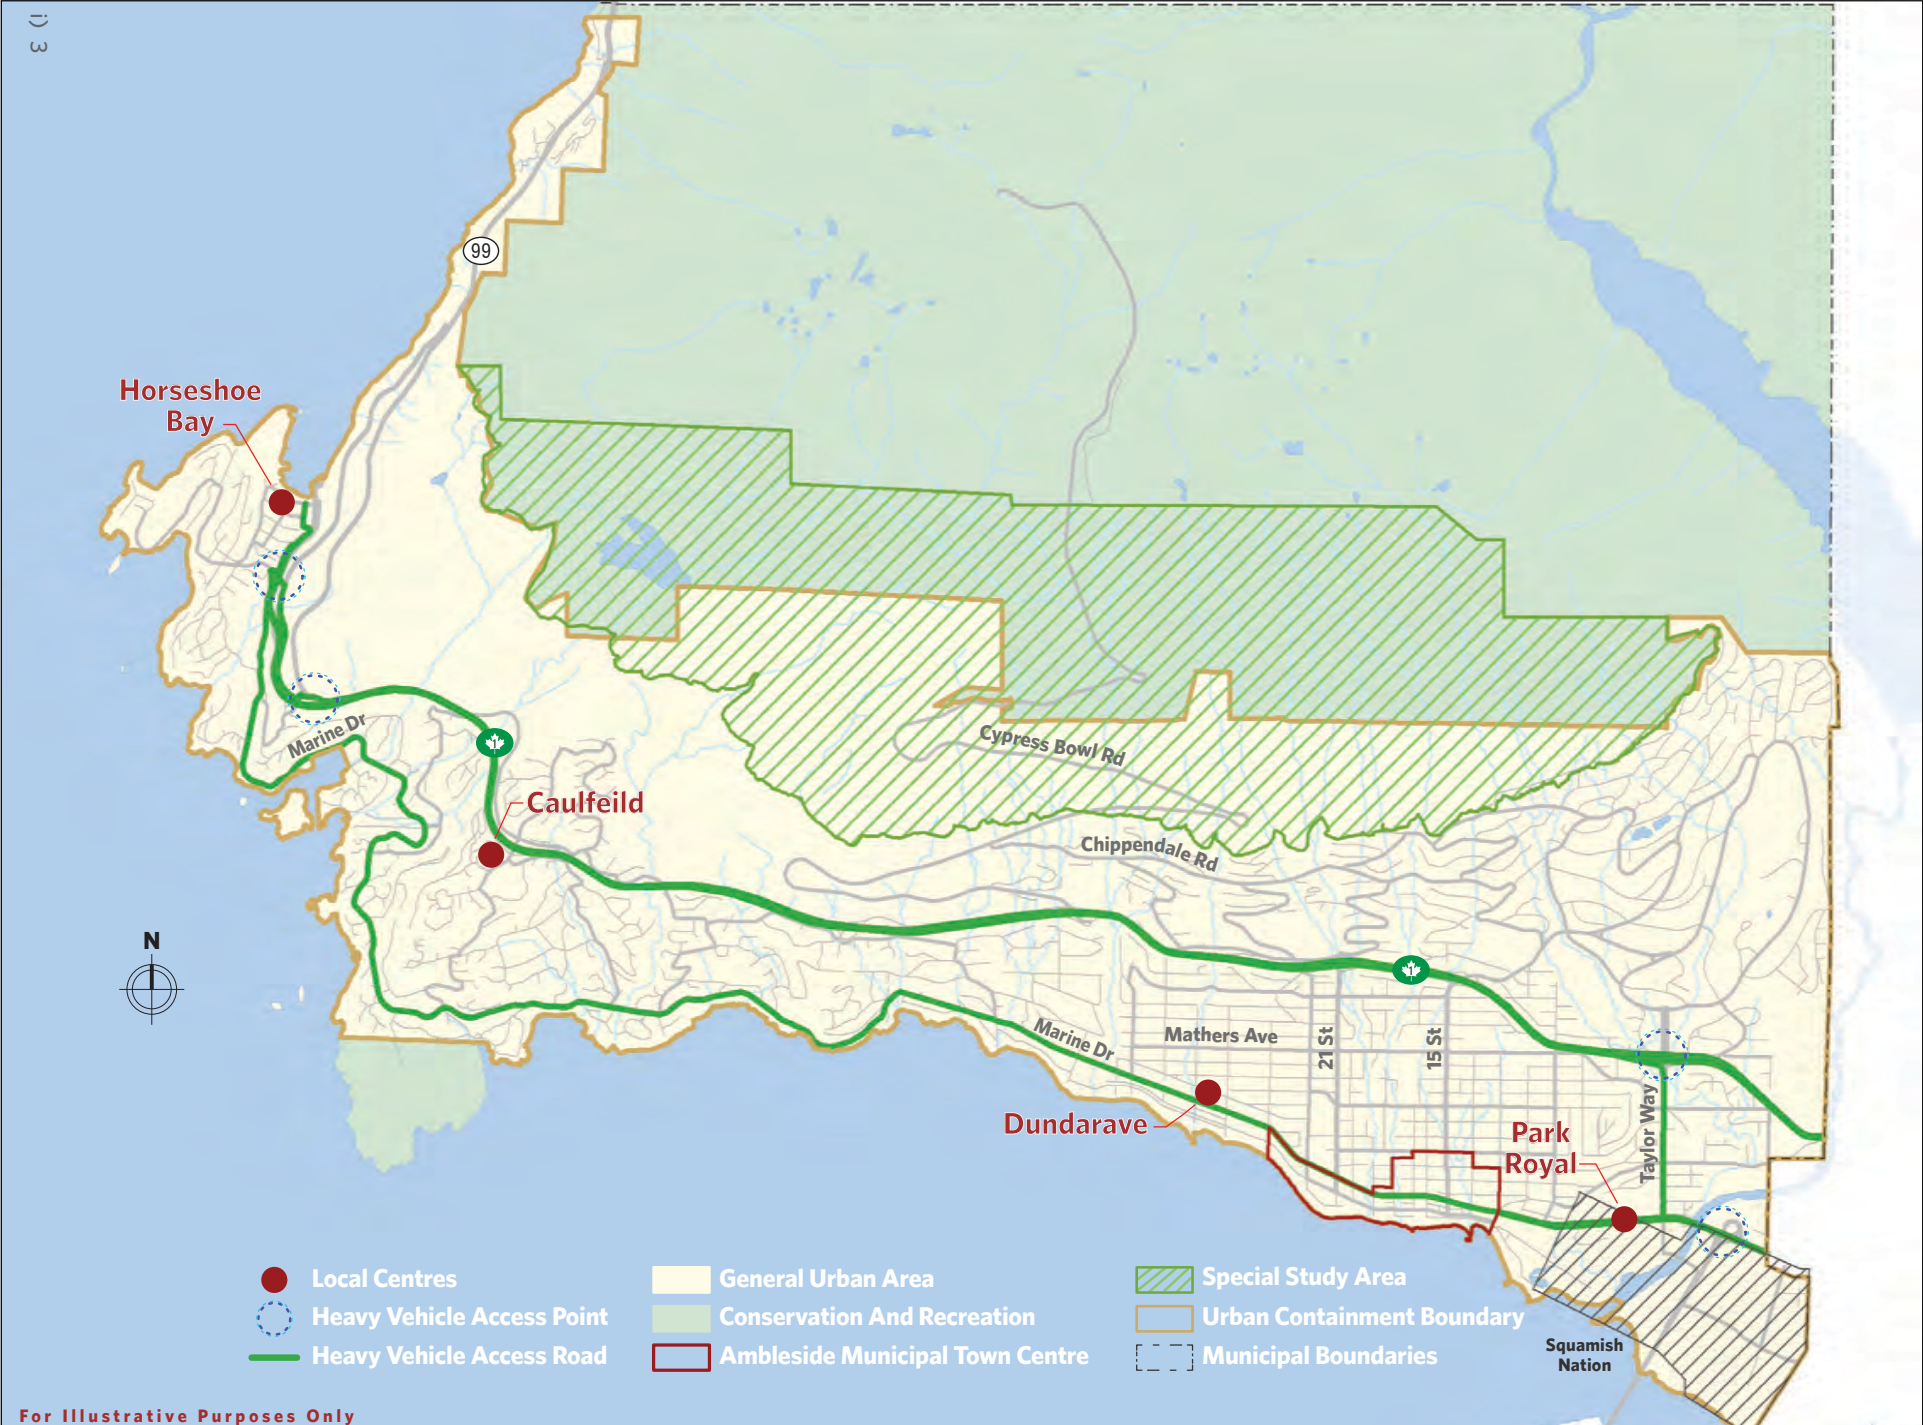 i) 3
99
Horseshoe
Bay
Marine Dr
1
Caulfeild
Cypress Bowl Rd
Chippendale Rd
N
1
Marine Dr
Mathers Ave
21 St
15 St
Taylor Way
Dundarave
Park
Royal
Local Centres
Heavy Vehicle Access Point
Heavy Vehicle Access Road
General Urban Area
Conservation And Recreation
Ambleside Municipal Town Centre
Special Study Area
Urban Containment Boundary
Municipal Boundaries
Squamish
Nation
For Illustrative Purposes Only